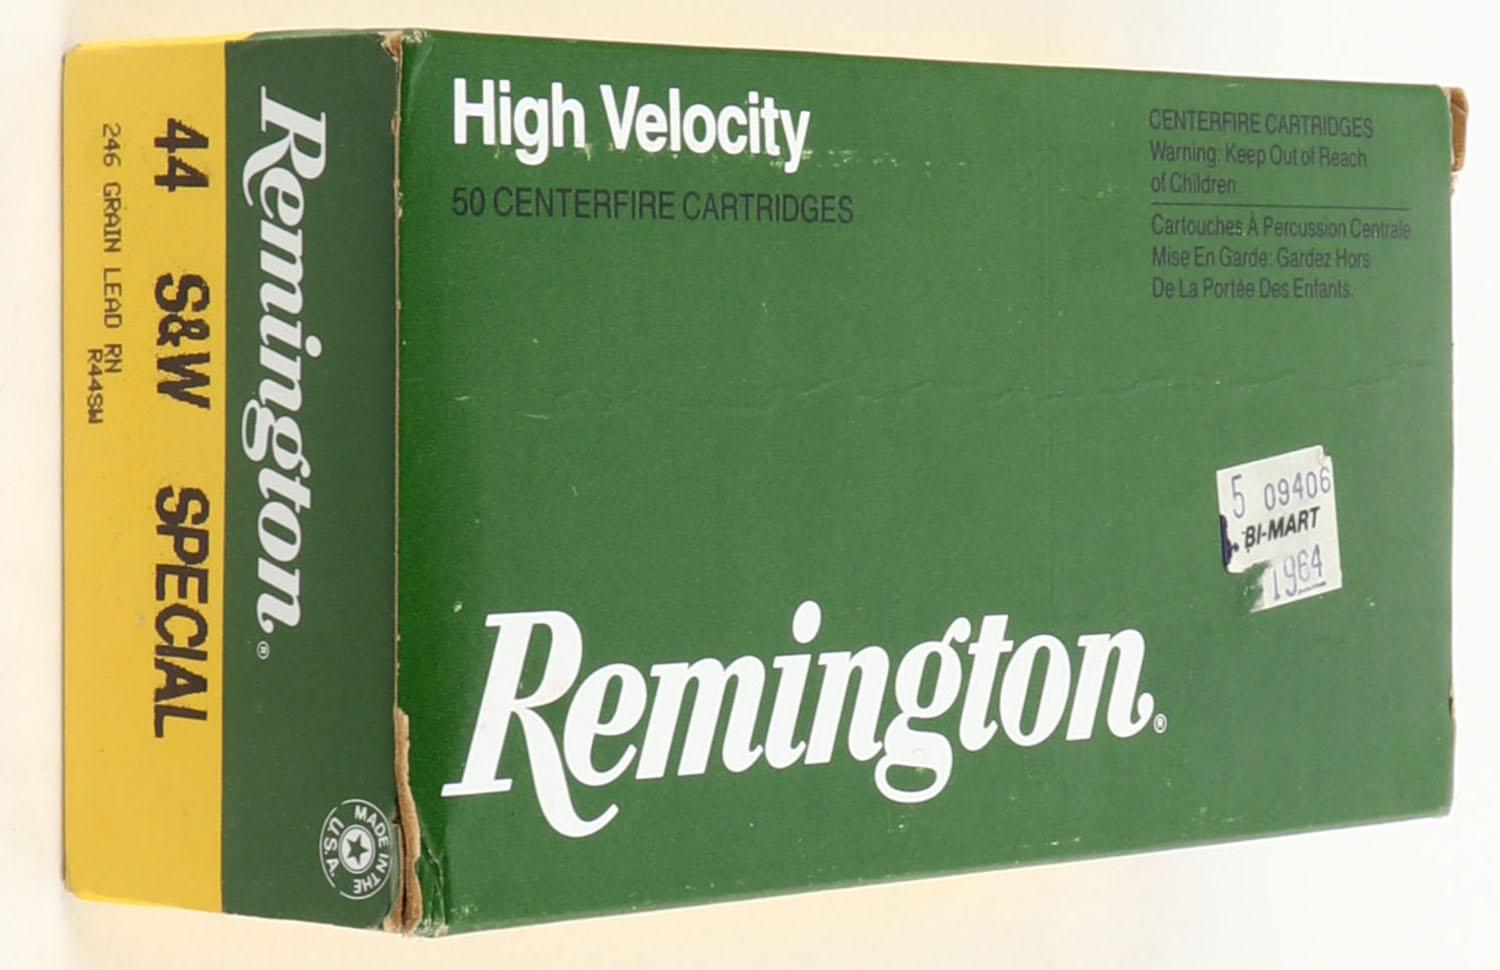 High Velocity
50 CENTERFIRE CARTRIDGES
CENTERFIRE CARTRIDGES
Warning: Keep Out of Reach
of Children.
Cartouches À Percussion Centrale
Mise En Garde: Gardez Hors
De La Portée Des Enfants.
5 09406
BI-MART
1964
Remington®
Remington®
MADE IN THE
U.S.A.
44 S&W SPECIAL
246 GRAIN LEAD RN
R44SW